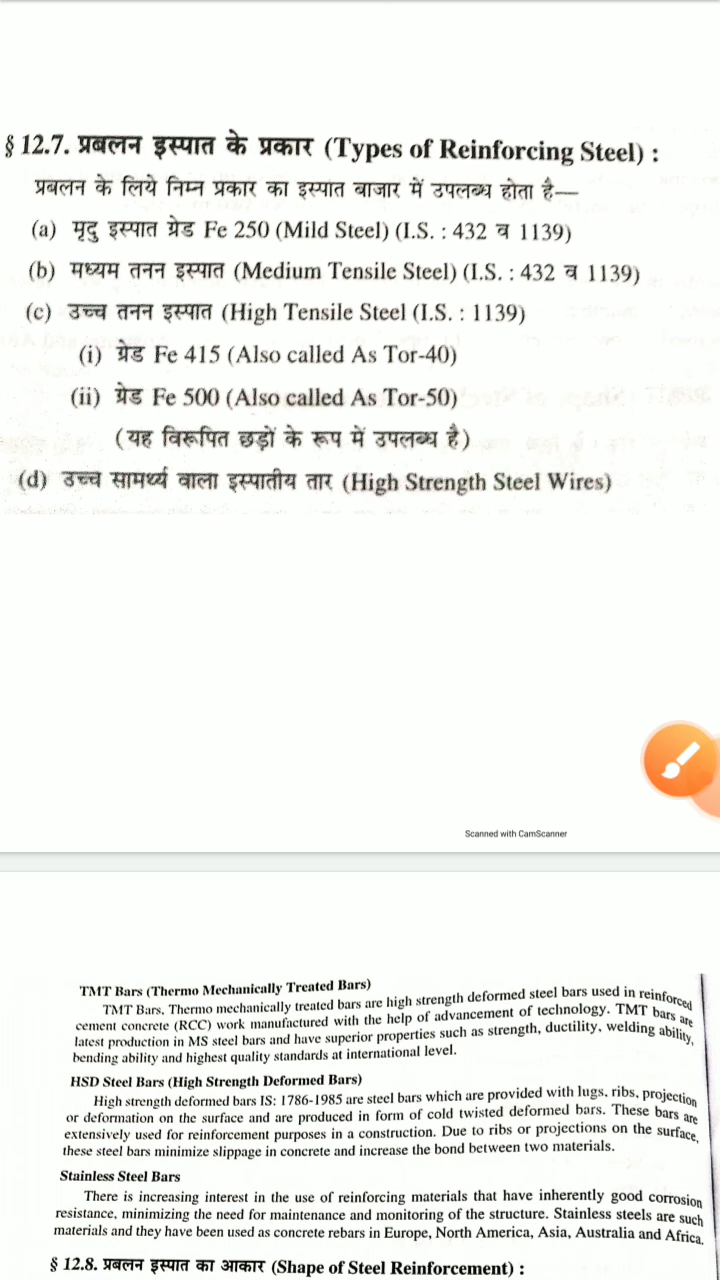 § 12.7. प्रबलन इस्पात के प्रकार (Types of Reinforcing Steel) :
प्रबलन के लिये निम्न प्रकार का इस्पात बाजार में उपलब्ध होता है—
(a) मृदु इस्पात ग्रेड Fe 250 (Mild Steel) (I.S. : 432 व 1139)
(b) मध्यम तनन इस्पात (Medium Tensile Steel) (I.S. : 432 व 1139)
(c) उच्च तनन इस्पात (High Tensile Steel (I.S. : 1139)
(i) ग्रेड Fe 415 (Also called As Tor-40)
(ii) ग्रेड Fe 500 (Also called As Tor-50)
(यह विरूपित छड़ों के रूप में उपलब्ध है)
(d) उच्च सामर्थ्य वाला इस्पातीय तार (High Strength Steel Wires)
Scanned with CamScanner
TMT Bars (Thermo Mechanically Treated Bars)
TMT Bars. Thermo mechanically treated bars are high strength deformed steel bars used in reinforced
cement concrete (RCC) work manufactured with the help of advancement of technology. TMT bars are
latest production in MS steel bars and have superior properties such as strength, ductility, welding ability,
bending ability and highest quality standards at international level.
HSD Steel Bars (High Strength Deformed Bars)
High strength deformed bars IS: 1786-1985 are steel bars which are provided with lugs, ribs, projection
or deformation on the surface and are produced in form of cold twisted deformed bars. These bars are
extensively used for reinforcement purposes in a construction. Due to ribs or projections on the surface,
these steel bars minimize slippage in concrete and increase the bond between two materials.
Stainless Steel Bars
There is increasing interest in the use of reinforcing materials that have inherently good corrosion
resistance, minimizing the need for maintenance and monitoring of the structure. Stainless steels are such
materials and they have been used as concrete rebars in Europe, North America, Asia, Australia and Africa.
§ 12.8. प्रबलन इस्पात का आकार (Shape of Steel Reinforcement) :